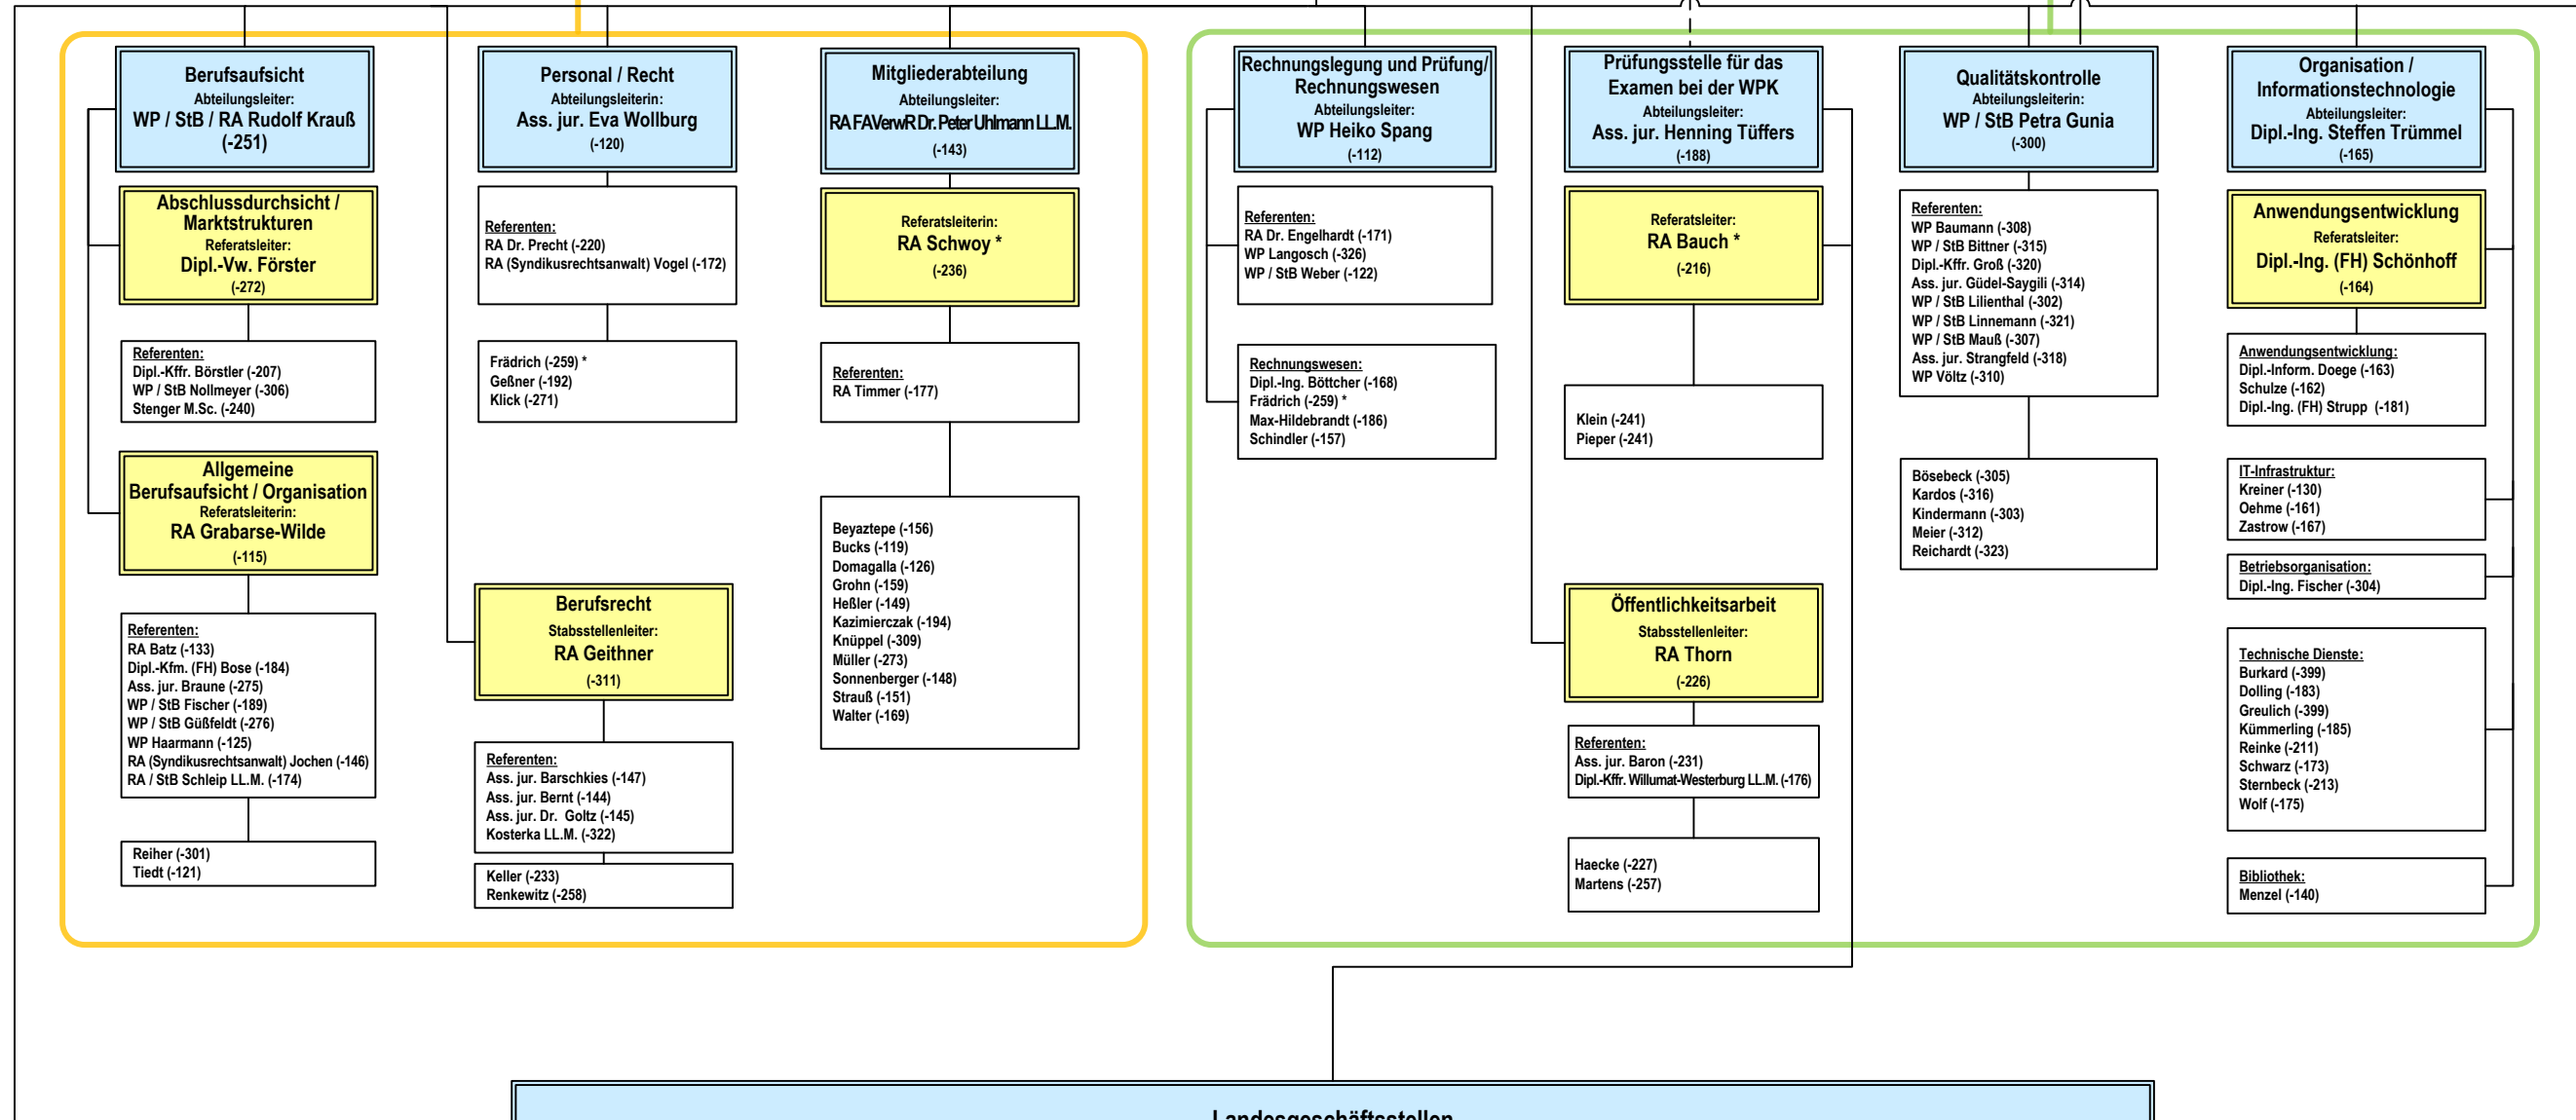 Berufsaufsicht
Abteilungsleiter:
WP / StB / RA Rudolf Krauß
(-251)
Abschlussdurchsicht /
Marktstrukturen
Referatsleiter:
Dipl.-Vw. Förster
(-272)
Referenten:
Dipl.-Kffr. Börstler (-207)
WP / StB Nollmeyer (-306)
Stenger M.Sc. (-240)
Allgemeine
Berufsaufsicht / Organisation
Referatsleiterin:
RA Grabarse-Wilde
(-115)
Referenten:
RA Batz (-133)
Dipl.-Kfm. (FH) Bose (-184)
Ass. jur. Braune (-275)
WP / StB Fischer (-189)
WP / StB Güßfeldt (-276)
WP Haarmann (-125)
RA (Syndikusrechtsanwalt) Jochen (-146)
RA / StB Schleip LL.M. (-174)
Reiher (-301)
Tiedt (-121)
Personal / Recht
Abteilungsleiterin:
Ass. jur. Eva Wollburg
(-120)
Referenten:
RA Dr. Precht (-220)
RA (Syndikusrechtsanwalt) Vogel (-172)
Frädrich (-259) *
Geßner (-192)
Klick (-271)
Berufsrecht
Stabsstellenleiter:
RA Geithner
(-311)
Referenten:
Ass. jur. Barschkies (-147)
Ass. jur. Bernt (-144)
Ass. jur. Dr. Goltz (-145)
Kosterka LL.M. (-322)
Keller (-233)
Renkewitz (-258)
Mitgliederabteilung
Abteilungsleiter:
RA FAVerwR Dr. Peter Uhlmann LL.M.
(-143)
Referatsleiterin:
RA Schwoy *
(-236)
Referenten:
RA Timmer (-177)
Beyaztepe (-156)
Bucks (-119)
Domagalla (-126)
Grohn (-159)
Heßler (-149)
Kazimierczak (-194)
Knüppel (-309)
Müller (-273)
Sonnenberger (-148)
Strauß (-151)
Walter (-169)
Rechnungslegung und Prüfung/
Rechnungswesen
Abteilungsleiter:
WP Heiko Spang
(-112)
Referenten:
RA Dr. Engelhardt (-171)
WP Langosch (-326)
WP / StB Weber (-122)
Rechnungswesen:
Dipl.-Ing. Böttcher (-168)
Frädrich (-259) *
Max-Hildebrandt (-186)
Schindler (-157)
Prüfungsstelle für das
Examen bei der WPK
Abteilungsleiter:
Ass. jur. Henning Tüffers
(-188)
Referatsleiter:
RA Bauch *
(-216)
Klein (-241)
Pieper (-241)
Öffentlichkeitsarbeit
Stabsstellenleiter:
RA Thorn
(-226)
Referenten:
Ass. jur. Baron (-231)
Dipl.-Kffr. Willumat-Westerburg LL.M. (-176)
Haecke (-227)
Martens (-257)
Qualitätskontrolle
Abteilungsleiterin:
WP / StB Petra Gunia
(-300)
Referenten:
WP Baumann (-308)
WP / StB Bittner (-315)
Dipl.-Kffr. Groß (-320)
Ass. jur. Güdel-Saygili (-314)
WP / StB Lilienthal (-302)
WP / StB Linnemann (-321)
WP / StB Mauß (-307)
Ass. jur. Strangfeld (-318)
WP Völtz (-310)
Bösebeck (-305)
Kardos (-316)
Kindermann (-303)
Meier (-312)
Reichardt (-323)
Organisation /
Informationstechnologie
Abteilungsleiter:
Dipl.-Ing. Steffen Trümmel
(-165)
Anwendungsentwicklung
Referatsleiter:
Dipl.-Ing. (FH) Schönhoff
(-164)
Anwendungsentwicklung:
Dipl.-Inform. Doege (-163)
Schulze (-162)
Dipl.-Ing. (FH) Strupp (-181)
IT-Infrastruktur:
Kreiner (-130)
Oehme (-161)
Zastrow (-167)
Betriebsorganisation:
Dipl.-Ing. Fischer (-304)
Technische Dienste:
Burkard (-399)
Dolling (-183)
Greulich (-399)
Kümmerling (-185)
Reinke (-211)
Schwarz (-173)
Sternbeck (-213)
Wolf (-175)
Bibliothek:
Menzel (-140)
Landesgeschäftsstellen